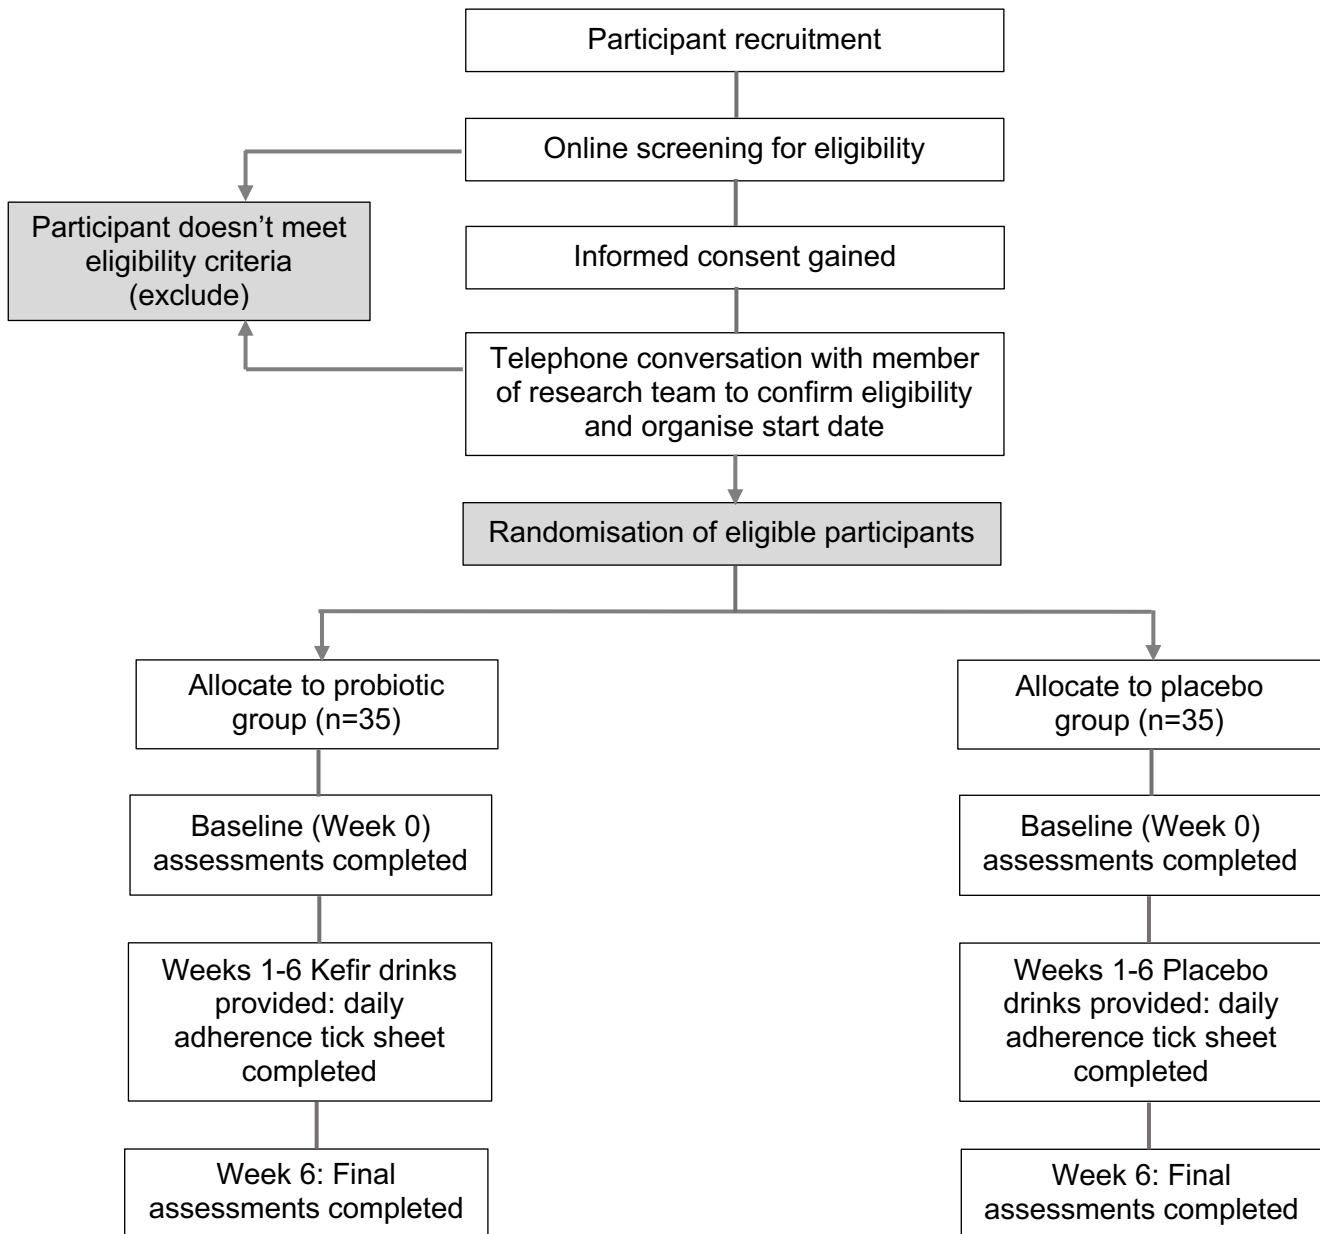 Participant recruitment
Online screening for eligibility
Participant doesn’t meet
eligibility criteria
(exclude)
Informed consent gained
Telephone conversation with member
of research team to confirm eligibility
and organise start date
Randomisation of eligible participants
Allocate to probiotic
group (n=35)
Allocate to placebo
group (n=35)
Baseline (Week 0)
assessments completed
Baseline (Week 0)
assessments completed
Weeks 1-6 Kefir drinks
provided: daily
adherence tick sheet
completed
Weeks 1-6 Placebo
drinks provided: daily
adherence tick sheet
completed
Week 6: Final
assessments completed
Week 6: Final
assessments completed